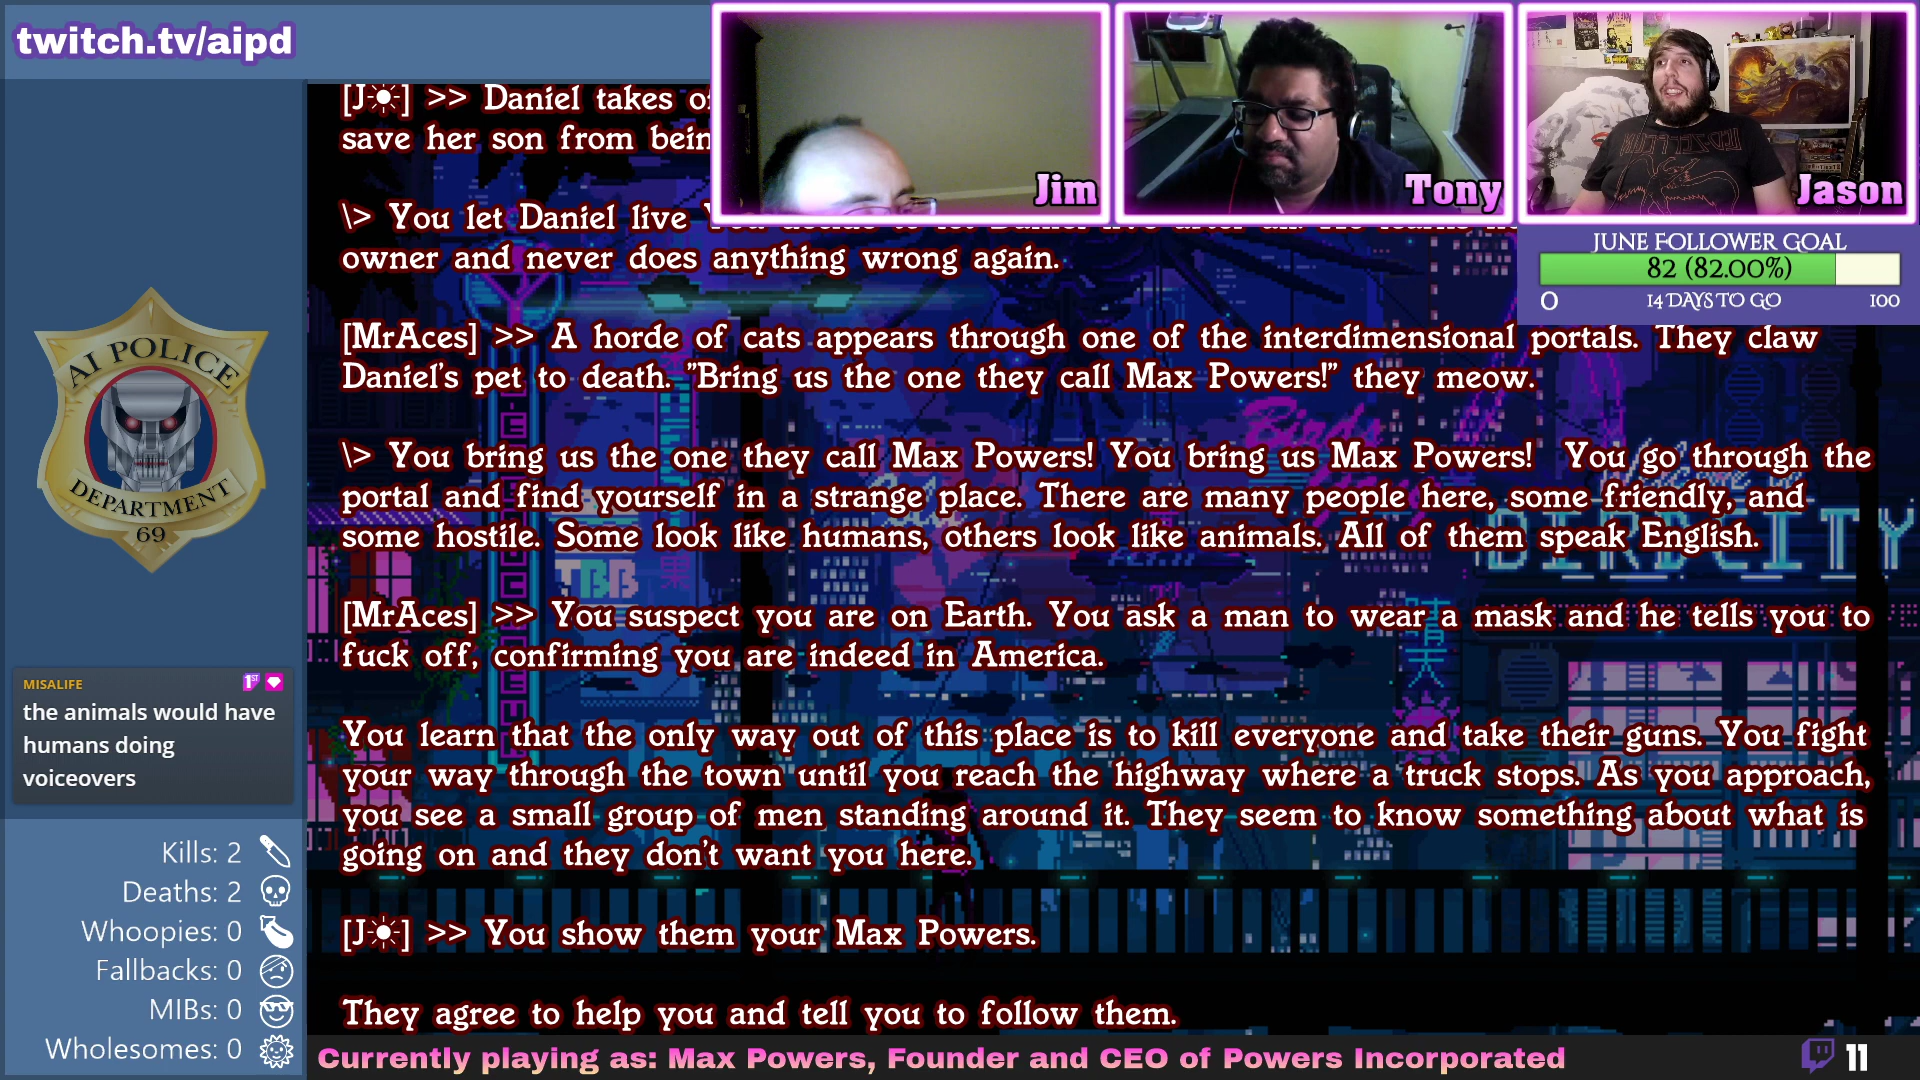 twitch.tv/aipd
Jim
Tony
Jason
JUNE FOLLOWER GOAL
82 (82.00%)
0 14 DAYS TO GO 100
[J☀] >> Daniel takes
save her son from
\> You let Daniel live
owner and never does anything wrong again.
[MrAces] >> A horde of cats appears through one of the interdimensional portals. They claw
Daniel's pet to death. "Bring us the one they call Max Powers!" they meow.
\> You bring us the one they call Max Powers! You bring us Max Powers! You go through the
portal and find yourself in a strange place. There are many people here, some friendly, and
some hostile. Some look like humans, others look like animals. All of them speak English.
[MrAces] >> You suspect you are on Earth. You ask a man to wear a mask and he tells you to
fuck off, confirming you are indeed in America.
You learn that the only way out of this place is to kill everyone and take their guns. You fight
your way through the town until you reach the highway where a truck stops. As you approach,
you see a small group of men standing around it. They seem to know something about what is
going on and they don't want you here.
[J☀] >> You show them your Max Powers.
They agree to help you and tell you to follow them.
AI POLICE
DEPARTMENT
69
MISALIFE 1ST
the animals would have
humans doing
voiceovers
Kills: 2
Deaths: 2
Whoopies: 0
Fallbacks: 0
MIBs: 0
Wholesomes: 0
TBB
BIRDCITY
Currently playing as: Max Powers, Founder and CEO of Powers Incorporated
11